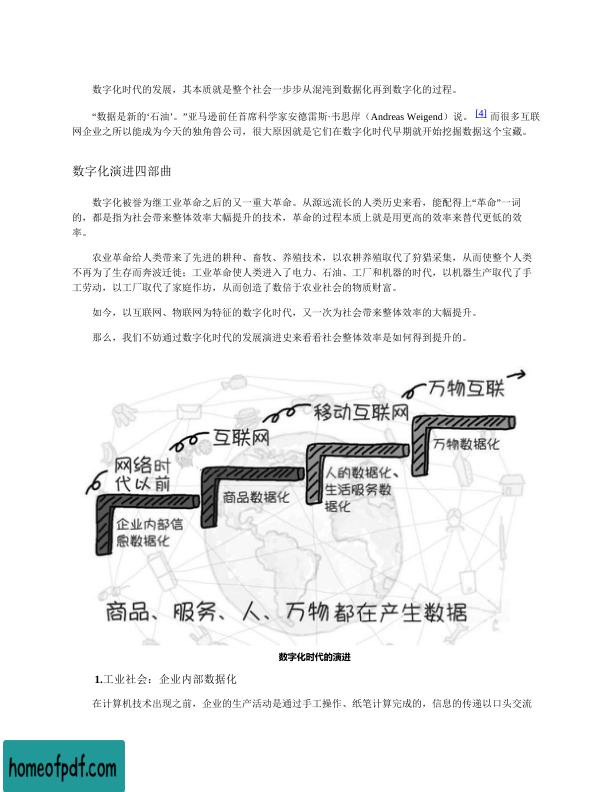 数字化时代的发展，其本质就是整个社会一步步从混沌到数据化再到数字化的过程。
“数据是新的‘石油’。”亚马逊前任首席科学家安德雷斯·韦思岸（Andreas Weigend）说。 [4] 而很多互联
网企业之所以能成为今天的独角兽公司，很大原因就是它们在数字化时代早期就开始挖掘数据这个宝藏。
数字化演进四部曲
数字化被誉为继工业革命之后的又一重大革命。从源远流长的人类历史来看，能配得上“革命”一词
的，都是指为社会带来整体效率大幅提升的技术，革命的过程本质上就是用更高的效率来替代更低的效
率。
农业革命给人类带来了先进的耕种、畜牧、养殖技术，以农耕养殖取代了狩猎采集，从而使整个人类
不再为了生存而奔波迁徙；工业革命使人类进入了电力、石油、工厂和机器的时代，以机器生产取代了手
工劳动，以工厂取代了家庭作坊，从而创造了数倍于农业社会的物质财富。
如今，以互联网、物联网为特征的数字化时代，又一次为社会带来整体效率的大幅提升。
那么，我们不妨通过数字化时代的发展演进史来看看社会整体效率是如何得到提升的。
网络时
代以前
企业内部信
息数据化
互联网
商品数据化
移动互联网
人的数据化、
生活服务数
据化
万物互联
万物数据化
商品、服务、人、万物都在产生数据
数字化时代的演进
1.工业社会：企业内部数据化
在计算机技术出现之前，企业的生产活动是通过手工操作、纸笔计算完成的，信息的传递以口头交流
homeofpdf.com